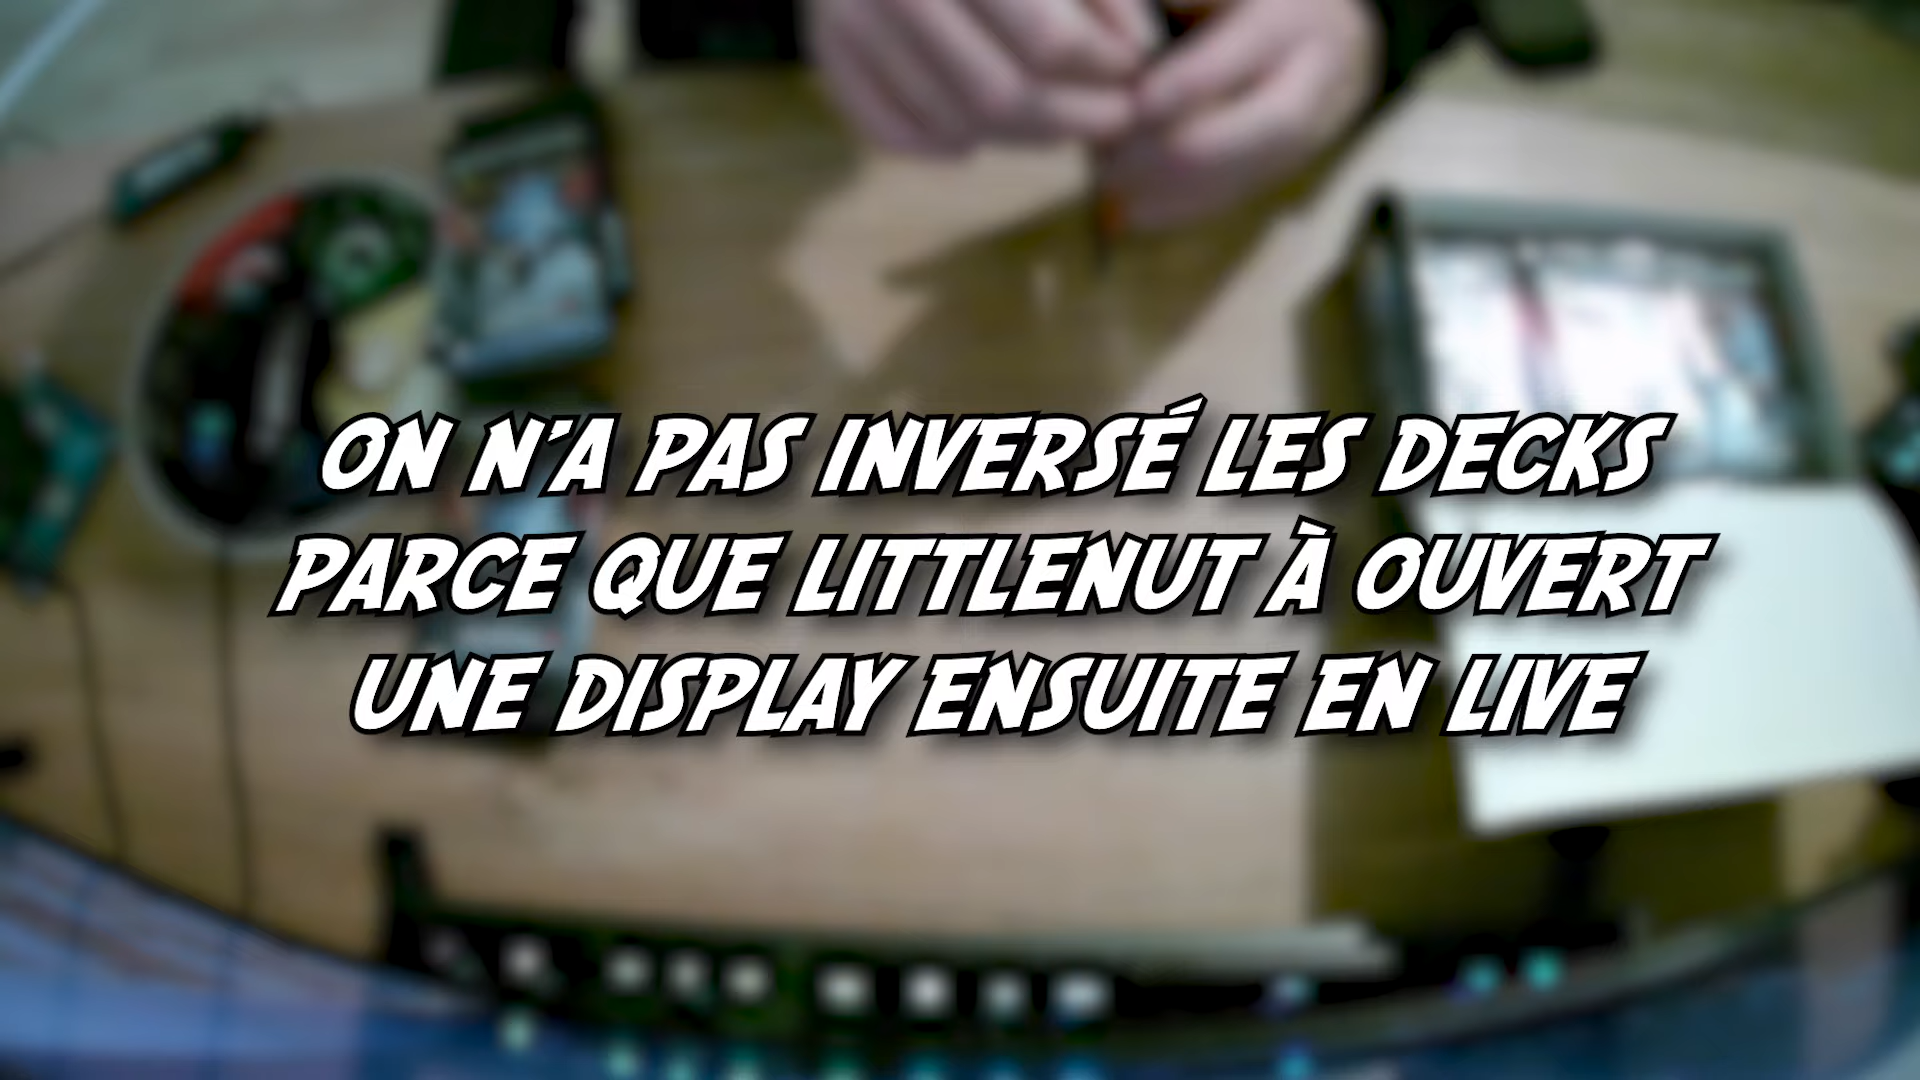 ON N'A PAS INVERSÉ LES DECKS
PARCE QUE LITTLENUT À OUVERT
UNE DISPLAY ENSUITE EN LIVE